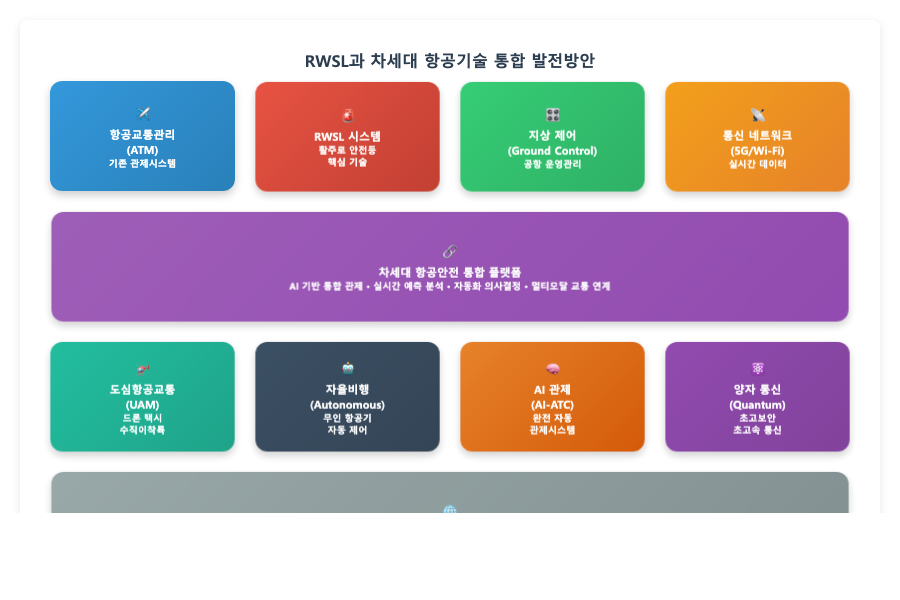 RWSL과 차세대 항공기술 통합 발전방안
항공교통관리
(ATM)
기존 관제시스템
RWSL 시스템
활주로 안전등
핵심 기술
지상 제어
(Ground Control)
공항 운영관리
통신 네트워크
(5G/Wi-Fi)
실시간 데이터
차세대 항공안전 통합 플랫폼
AI 기반 통합 관제 • 실시간 예측 분석 • 자동화 의사결정 • 멀티모달 교통 연계
도심항공교통
(UAM)
드론 택시
수직이착륙
자율비행
(Autonomous)
무인 항공기
자동 제어
AI 관제
(AI-ATC)
완전 자동
관제시스템
양자 통신
(Quantum)
초고보안
초고속 통신